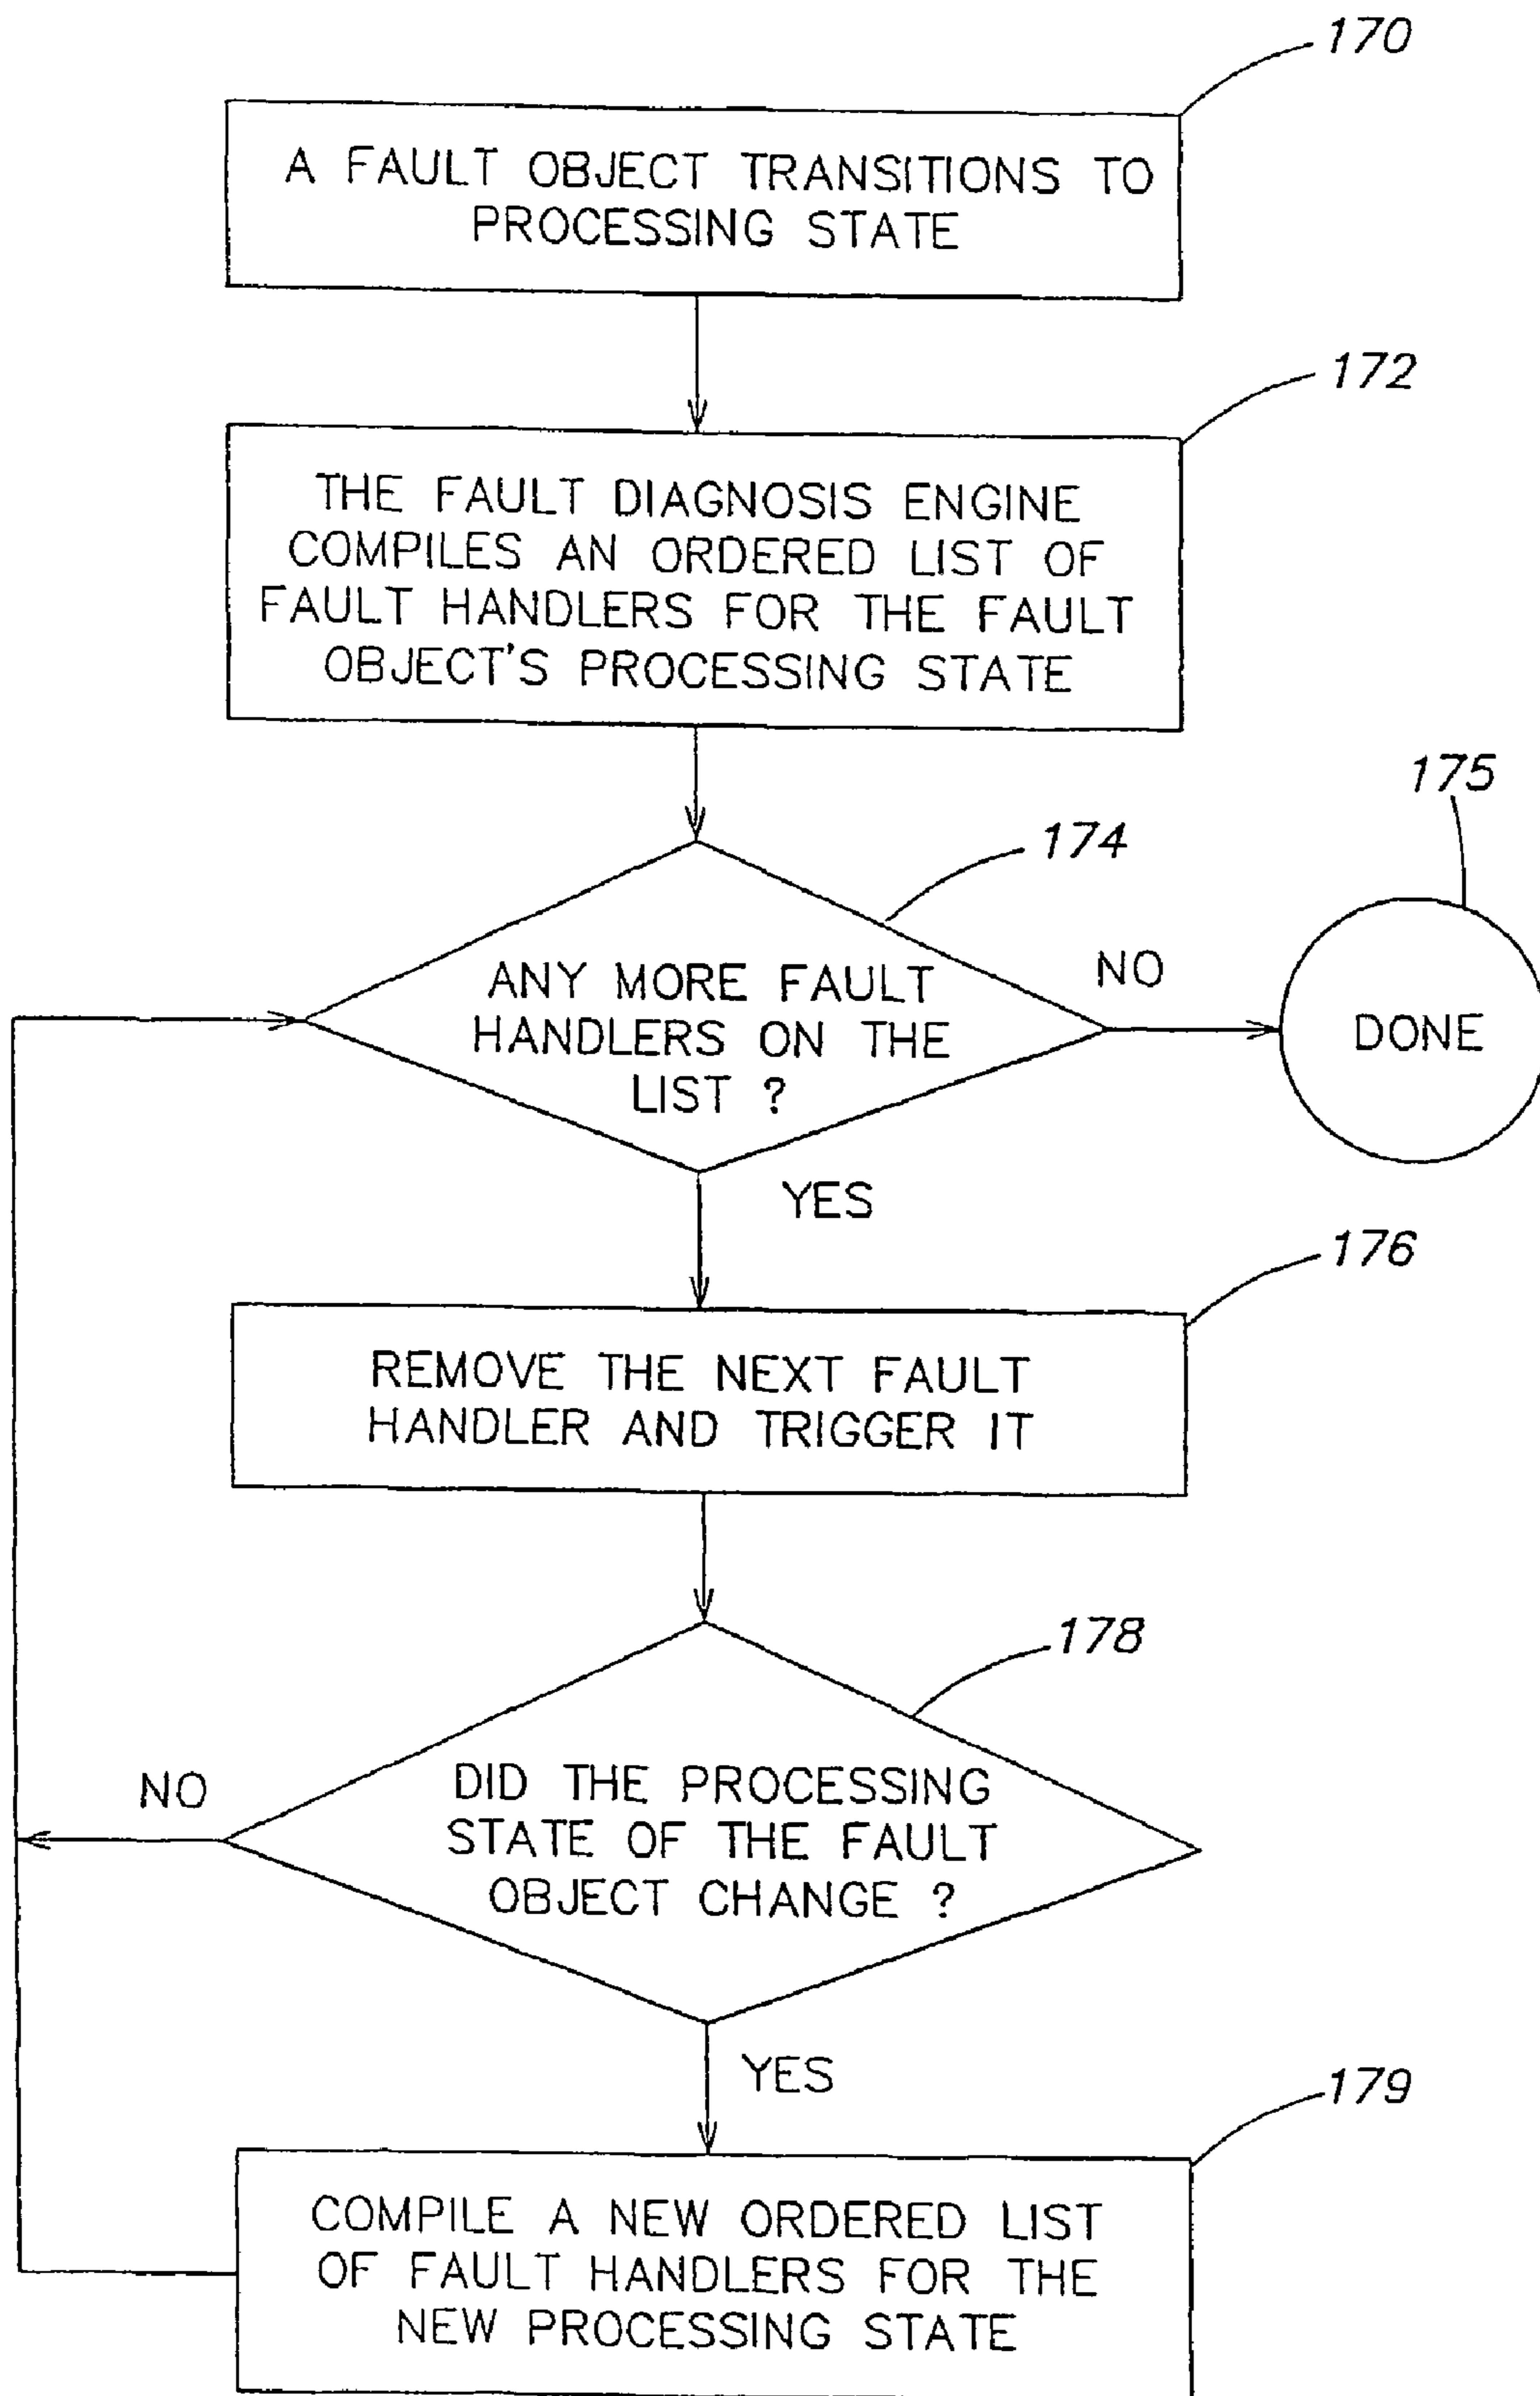 170
A FAULT OBJECT TRANSITIONS TO
PROCESSING STATE
172
THE FAULT DIAGNOSIS ENGINE
COMPILES AN ORDERED LIST OF
FAULT HANDLERS FOR THE FAULT
OBJECT'S PROCESSING STATE
174
175
ANY MORE FAULT
HANDLERS ON THE
LIST ?
NO
DONE
YES
176
REMOVE THE NEXT FAULT
HANDLER AND TRIGGER IT
178
DID THE PROCESSING
STATE OF THE FAULT
OBJECT CHANGE ?
NO
YES
179
COMPILE A NEW ORDERED LIST
OF FAULT HANDLERS FOR THE
NEW PROCESSING STATE